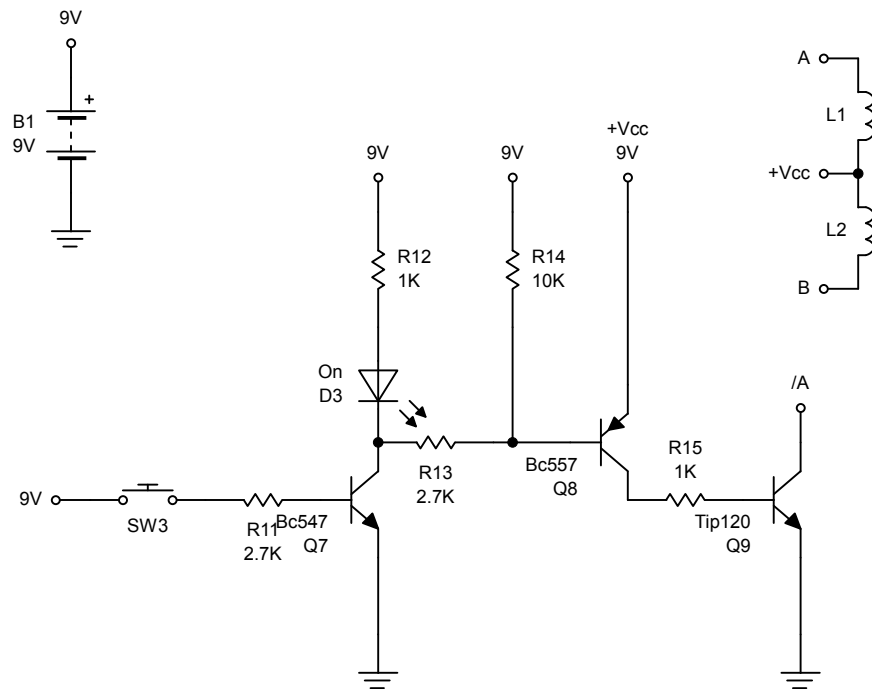 9V
B1
+
9V
9V
R12
1K
9V
R14
10K
+Vcc
9V
A
L1
+Vcc
L2
B
On
D3
R13
2.7K
Bc557
Q8
R15
1K
/A
Tip120
Q9
9V
SW3
R11
2.7K
Bc547
Q7